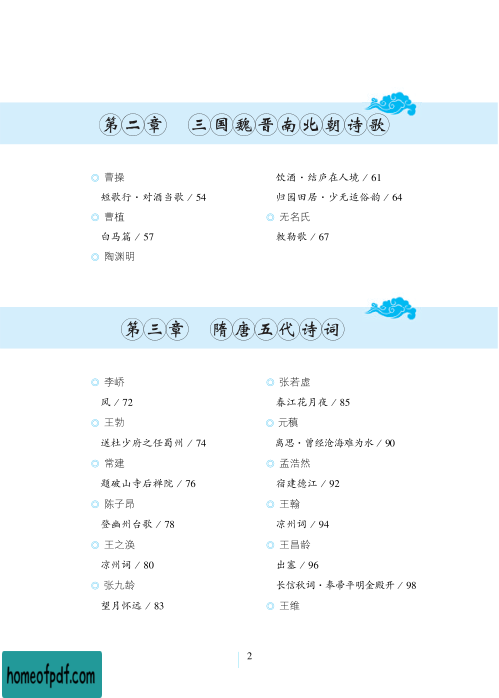 第二章 三国魏晋南北朝诗歌
曹操
短歌行·对酒当歌 / 54
曹植
白马篇 / 57
陶渊明
饮酒·结庐在人境 / 61
归园田居·少无适俗韵 / 64
无名氏
敕勒歌 / 67
第三章 隋唐五代诗词
李峤
风 / 72
王勃
送杜少府之任蜀州 / 74
常建
题破山寺后禅院 / 76
陈子昂
登幽州台歌 / 78
王之涣
凉州词 / 80
张九龄
望月怀远 / 83
张若虚
春江花月夜 / 85
元稹
离思·曾经沧海难为水 / 90
孟浩然
宿建德江 / 92
王翰
凉州词 / 94
王昌龄
出塞 / 96
长信秋词·奉帚平明金殿开 / 98
王维
2
homeofpdf.com